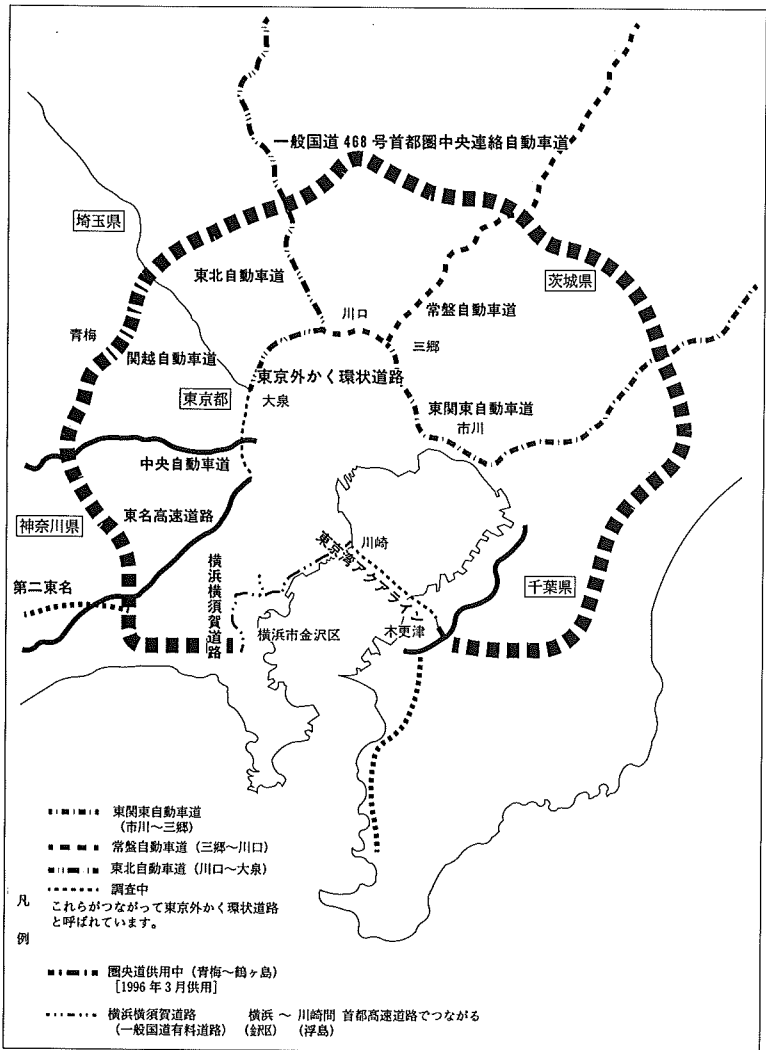 一般国道468号首都圏中央連絡自動車道
埼玉県
東北自動車道
茨城県
川口
常盤自動車道
青梅
三郷
関越自動車道
東京外かく環状道路
東京都
大泉
東関東自動車道
市川
中央自動車道
東名高速道路
神奈川県
川崎
東京湾アクアライン
第二東名
横浜横須賀道路
千葉県
横浜市金沢区
木更津
凡例
東関東自動車道
(市川～三郷)
常盤自動車道(三郷～川口)
東北自動車道(川口～大泉)
調査中
これらがつながって東京外かく環状道路
と呼ばれています。
圏央道供用中(青梅～鶴ヶ島)
[1996年3月供用]
横浜横須賀道路 横浜 ～ 川崎間 首都高速道路でつながる
(一般国道有料道路) (金沢区) (浮島)